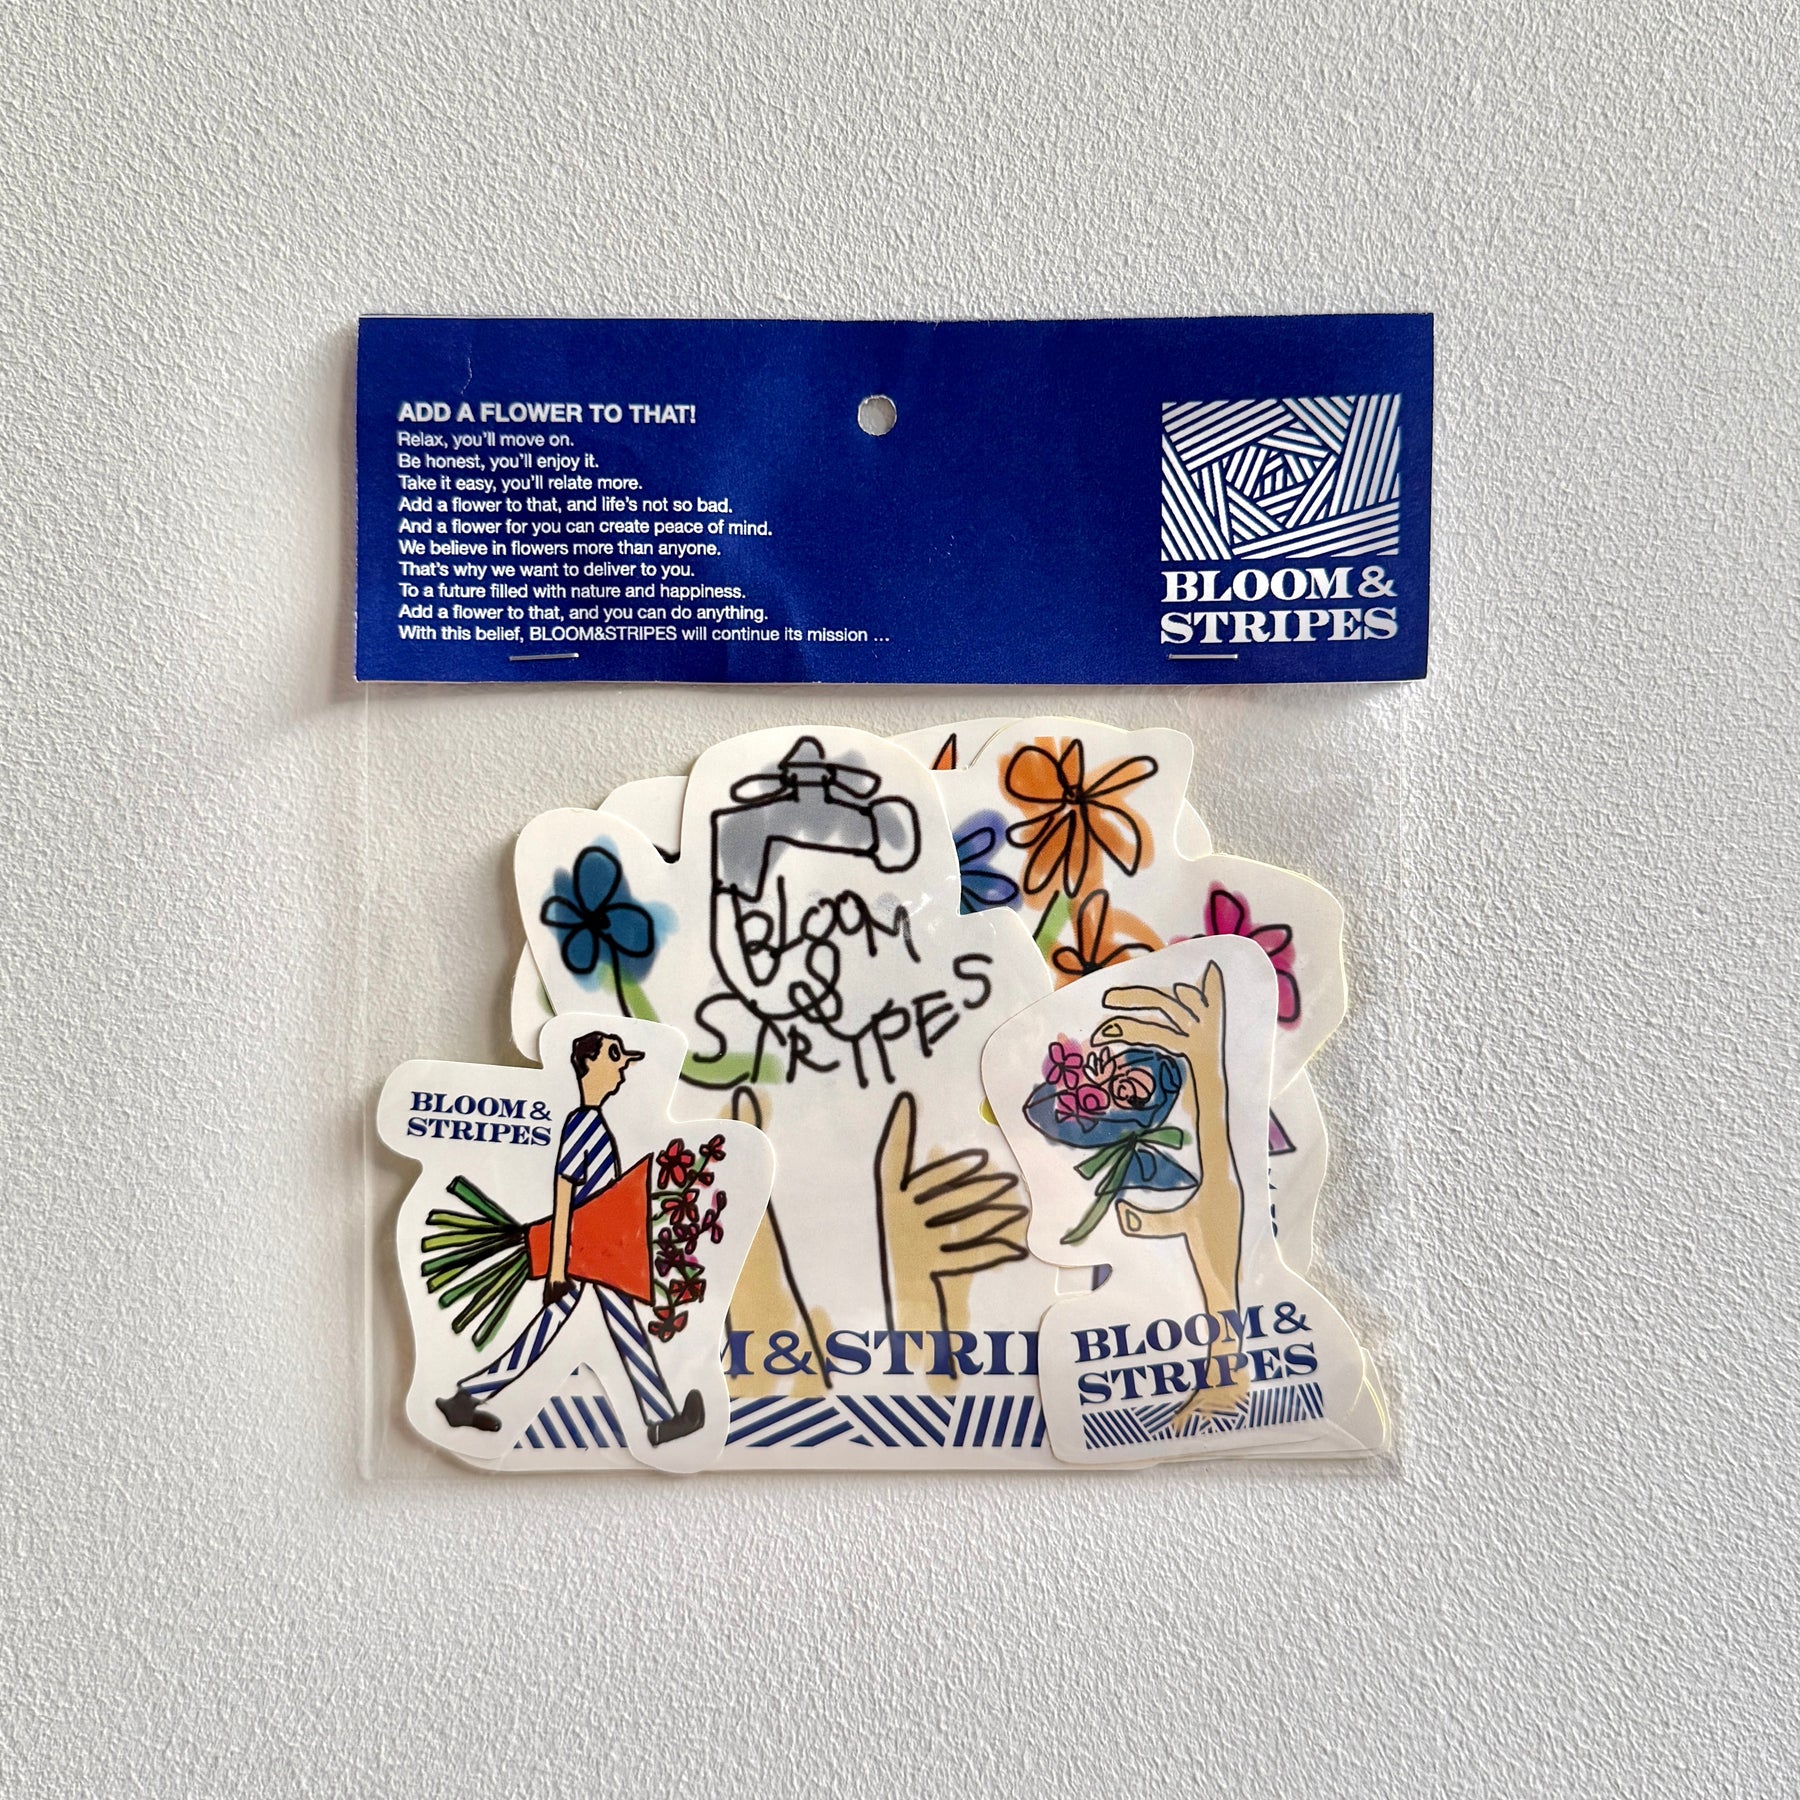 ADD A FLOWER TO THAT!
Relax, you'll move on.
Be honest, you'll enjoy it.
Take it easy, you'll relate more.
Add a flower to that, and life's not so bad.
And a flower for you can create peace of mind.
We believe in flowers more than anyone.
That's why we want to deliver to you.
To a future filled with nature and happiness.
Add a flower to that, and you can do anything.
With this belief, BLOOM&STRIPES will continue its mission ...
BLOOM&
STRIPES
BLOOM
&
STRIPES
BLOOM&
STRIPES
M&STRI
BLOOM&
STRIPES